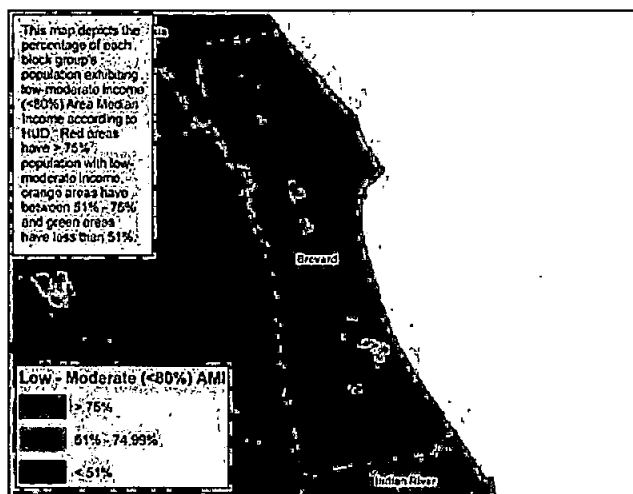 This map depicts the
percentage of each
block group's
population exhibiting
low-moderate income
(<80%) Area Median
Income according to
HUD. Red areas
have > 75%
population with low-
moderate income,
orange areas have
between 51% - 75%
and green areas
have less than 51%.
Brevard
Low - Moderate (<80%) AMI
> 75%
51% - 74.99%
< 51%
Indian River